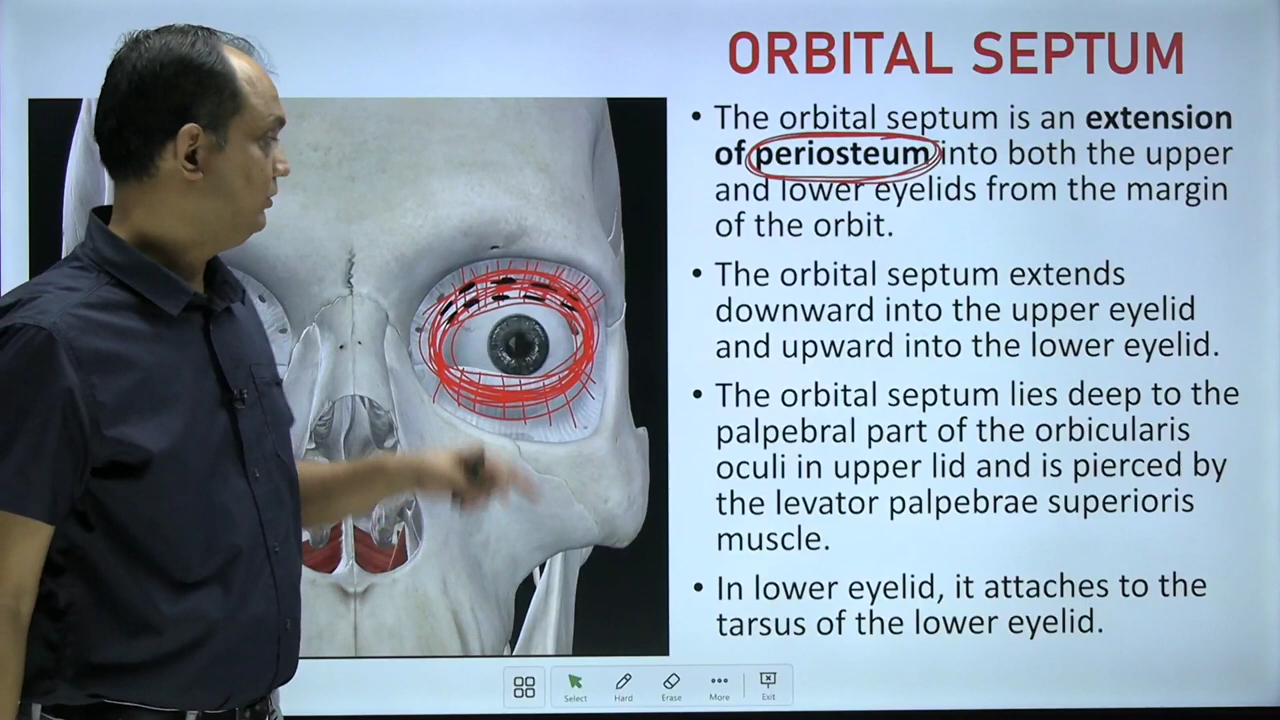 ORBITAL SEPTUM
• The orbital septum is an extension
of periosteum into both the upper
and lower eyelids from the margin
of the orbit.
• The orbital septum extends
downward into the upper eyelid
and upward into the lower eyelid.
• The orbital septum lies deep to the
palpebral part of the orbicularis
oculi in upper lid and is pierced by
the levator palpebrae superioris
muscle.
• In lower eyelid, it attaches to the
tarsus of the lower eyelid.
Select Hard Erase More Exit